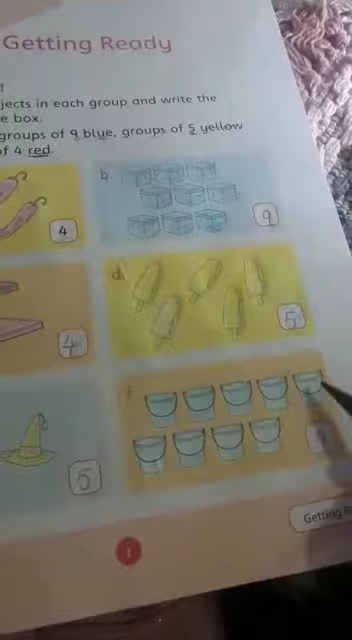 Getting Ready
jects in each group and write the
e box.
groups of 9 blue, groups of 5 yellow
of 4 red.
b.
4
9
d.
4
5
f.
5
Getting
1